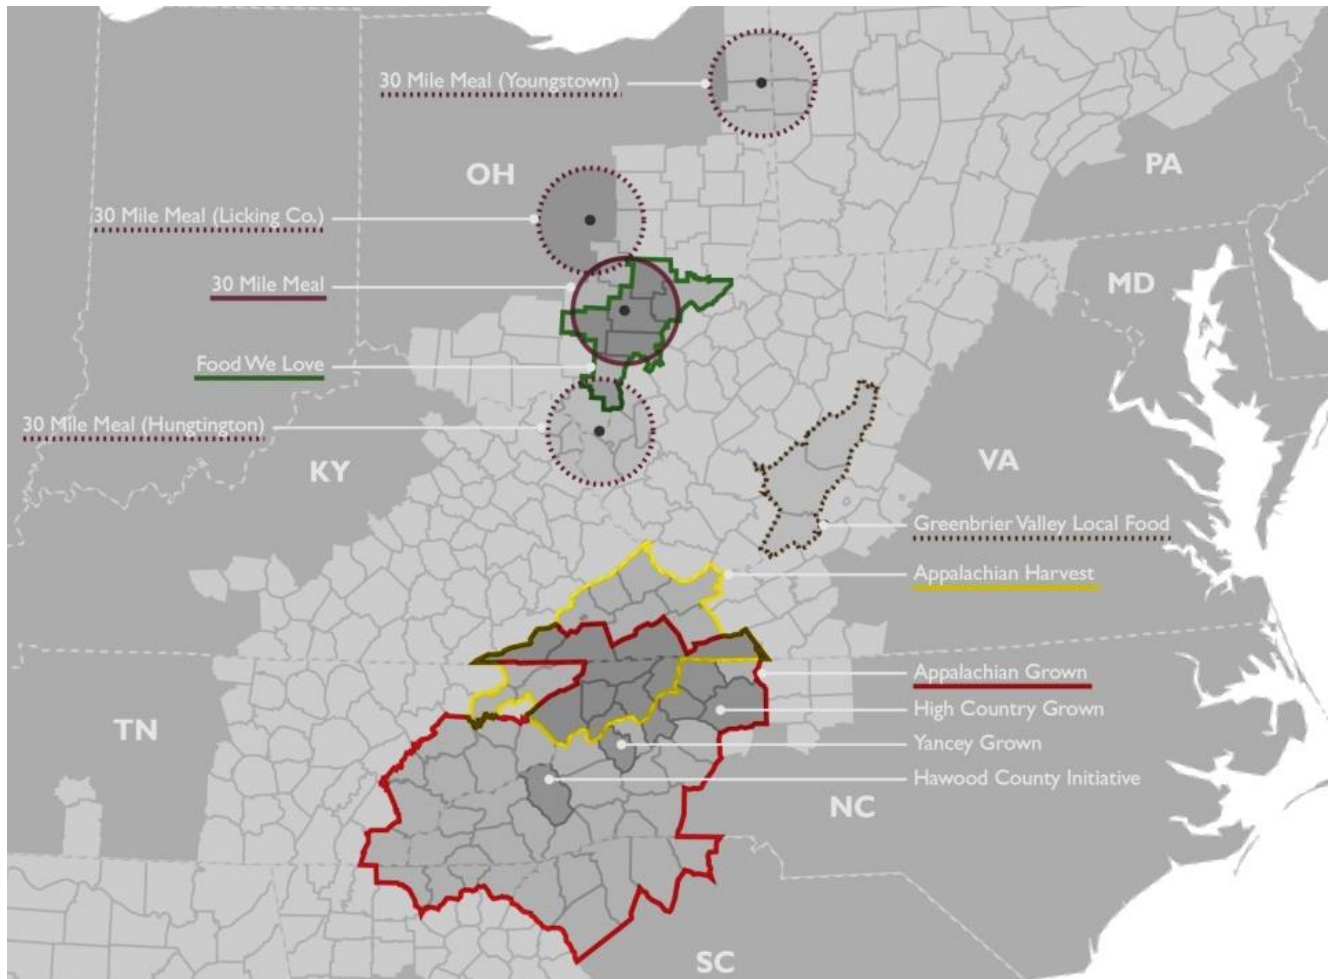 30 Mile Meal (Youngstown)
PA
OH
30 Mile Meal (Licking Co.)
30 Mile Meal
MD
Food We Love
30 Mile Meal (Hungtington)
KY
VA
Greenbrier Valley Local Food
Appalachian Harvest
Appalachian Grown
High Country Grown
TN
Yancey Grown
Hawood County Initiative
NC
SC